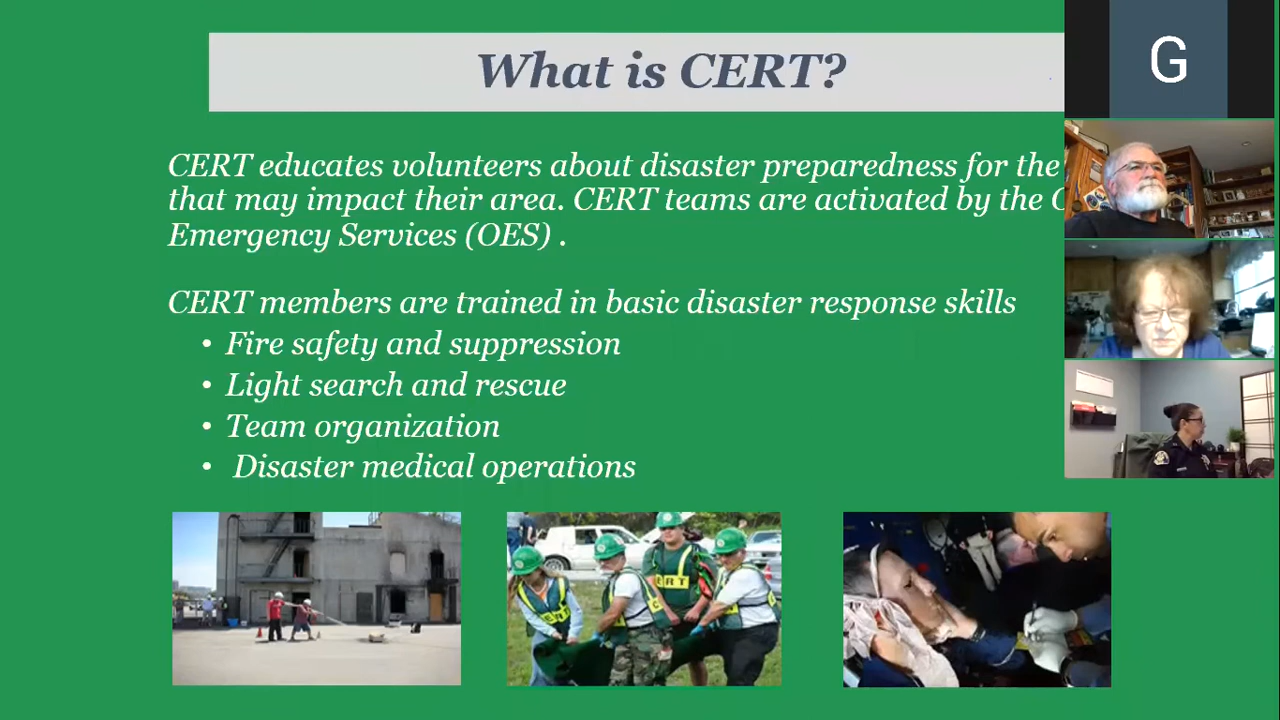 What is CERT?
G
CERT educates volunteers about disaster preparedness for the
that may impact their area. CERT teams are activated by the
Emergency Services (OES) .
CERT members are trained in basic disaster response skills
• Fire safety and suppression
• Light search and rescue
• Team organization
• Disaster medical operations
CERT